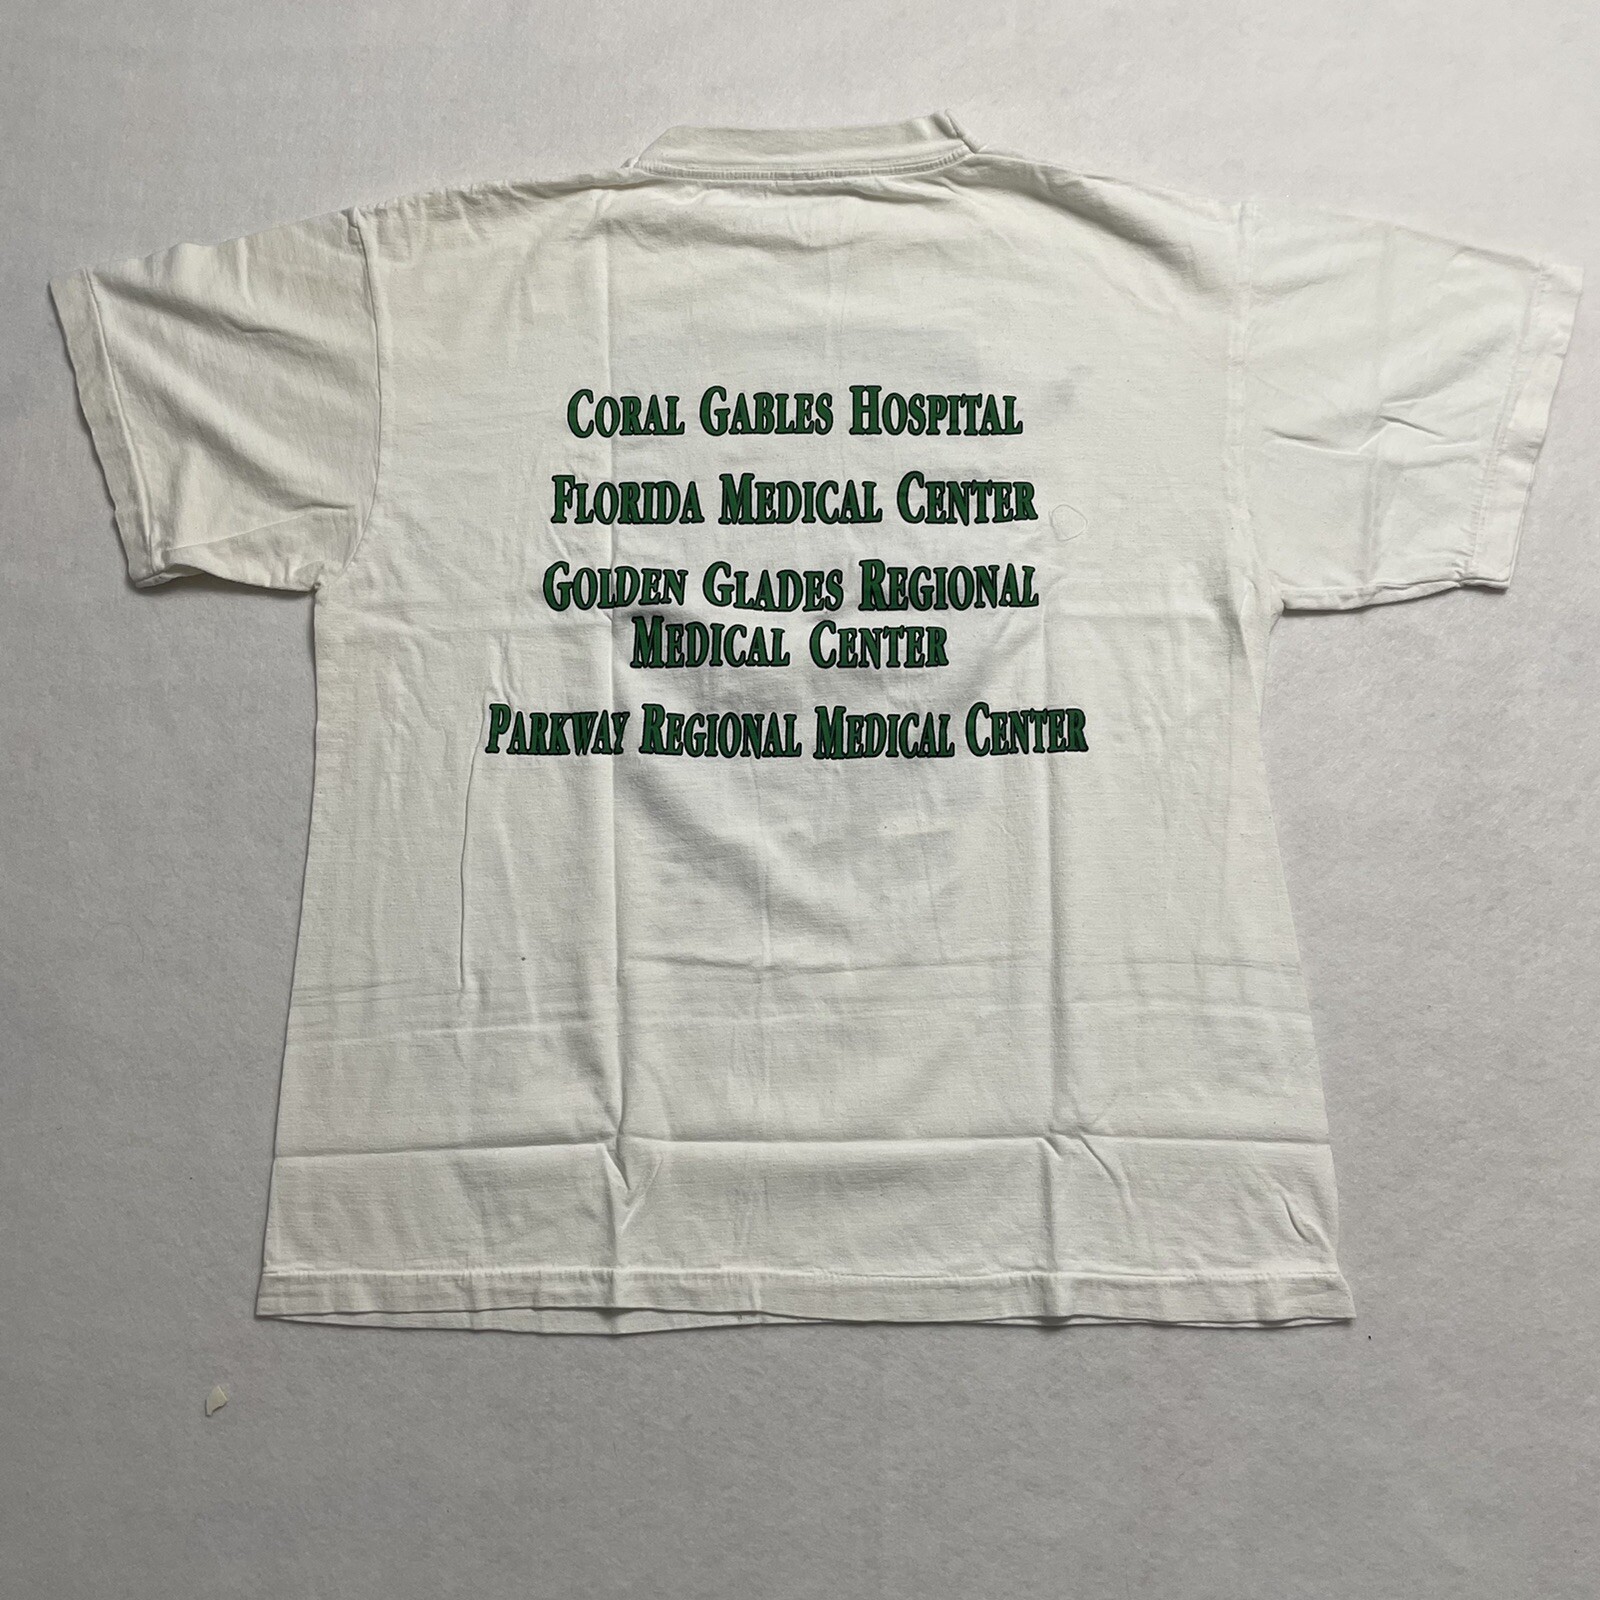 CORAL GABLES HOSPITAL
FLORIDA MEDICAL CENTER
GOLDEN GLADES REGIONAL
MEDICAL CENTER
PARKWAY REGIONAL MEDICAL CENTER